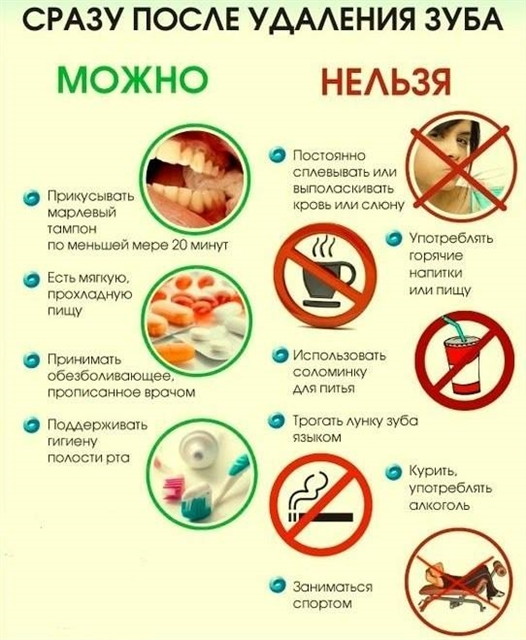 СРАЗУ ПОСЛЕ УДАЛЕНИЯ ЗУБА
МОЖНО
Прикусывать
марлевый
тампон
по меньшей мере 20 минут
Есть мягкую,
прохладную
пищу
Принимать
обезболивающее,
прописанное врачом
Поддерживать
гигиену
полости рта
НЕЛЬЗЯ
Постоянно
сплевывать или
выполаскивать
кровь или слюну
Употреблять
горячие
напитки
или пищу
Использовать
соломинку
для питья
Трогать лунку зуба
языком
Курить,
употреблять
алкоголь
Заниматься
спортом